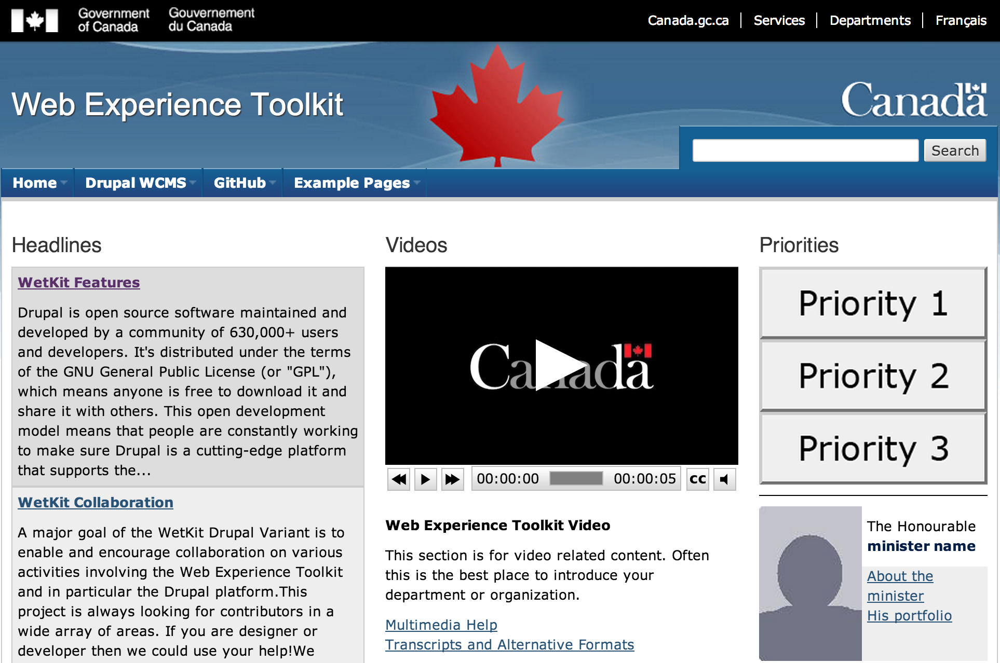 Government
of Canada
Gouvernement
du Canada
Canada.gc.ca
Services
Departments
Français
Web Experience Toolkit
Canada
Search
Home
Drupal WCMS
GitHub
Example Pages
Headlines
WetKit Features
Drupal is open source software maintained and
developed by a community of 630,000+ users
and developers. It's distributed under the terms
of the GNU General Public License (or "GPL"),
which means anyone is free to download it and
share it with others. This open development
model means that people are constantly working
to make sure Drupal is a cutting-edge platform
that supports the...
WetKit Collaboration
A major goal of the WetKit Drupal Variant is to
enable and encourage collaboration on various
activities involving the Web Experience Toolkit
and in particular the Drupal platform.This
project is always looking for contributors in a
wide array of areas. If you are designer or
developer then we could use your help!We
Videos
Canada
00:00:00
00:00:05
cc
Web Experience Toolkit Video
This section is for video related content. Often
this is the best place to introduce your
department or organization.
Multimedia Help
Transcripts and Alternative Formats
Priorities
Priority 1
Priority 2
Priority 3
The Honourable
minister name
About the
minister
His portfolio